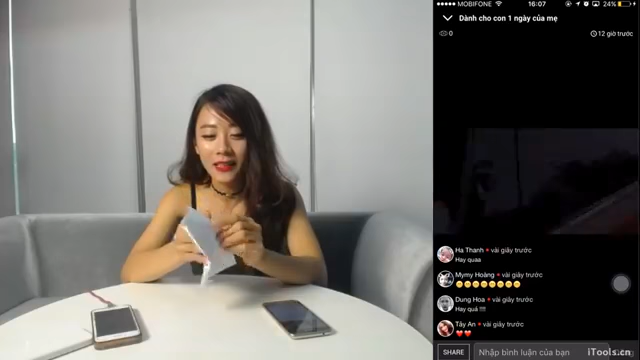 MOBIFONE 16:07 24%
Dành cho con 1 ngày của mẹ
0 12 giờ trước
Ha Thanh vài giây trước
Hay quaa
Mymy Hoàng vài giây trước
Dung Hoa vài giây trước
Hay quá !!!!
Tây An vài giây trước
SHARE Nhập bình luận của bạn
iTools.cn